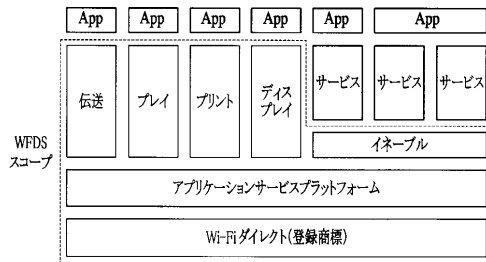 App App App App App App
伝送 プレイ プリント ディス
プレイ サービス サービス サービス
WFDS
スコープ
イネーブル
アプリケーションサービスプラットフォーム
Wi-Fiダイレクト(登録商標)